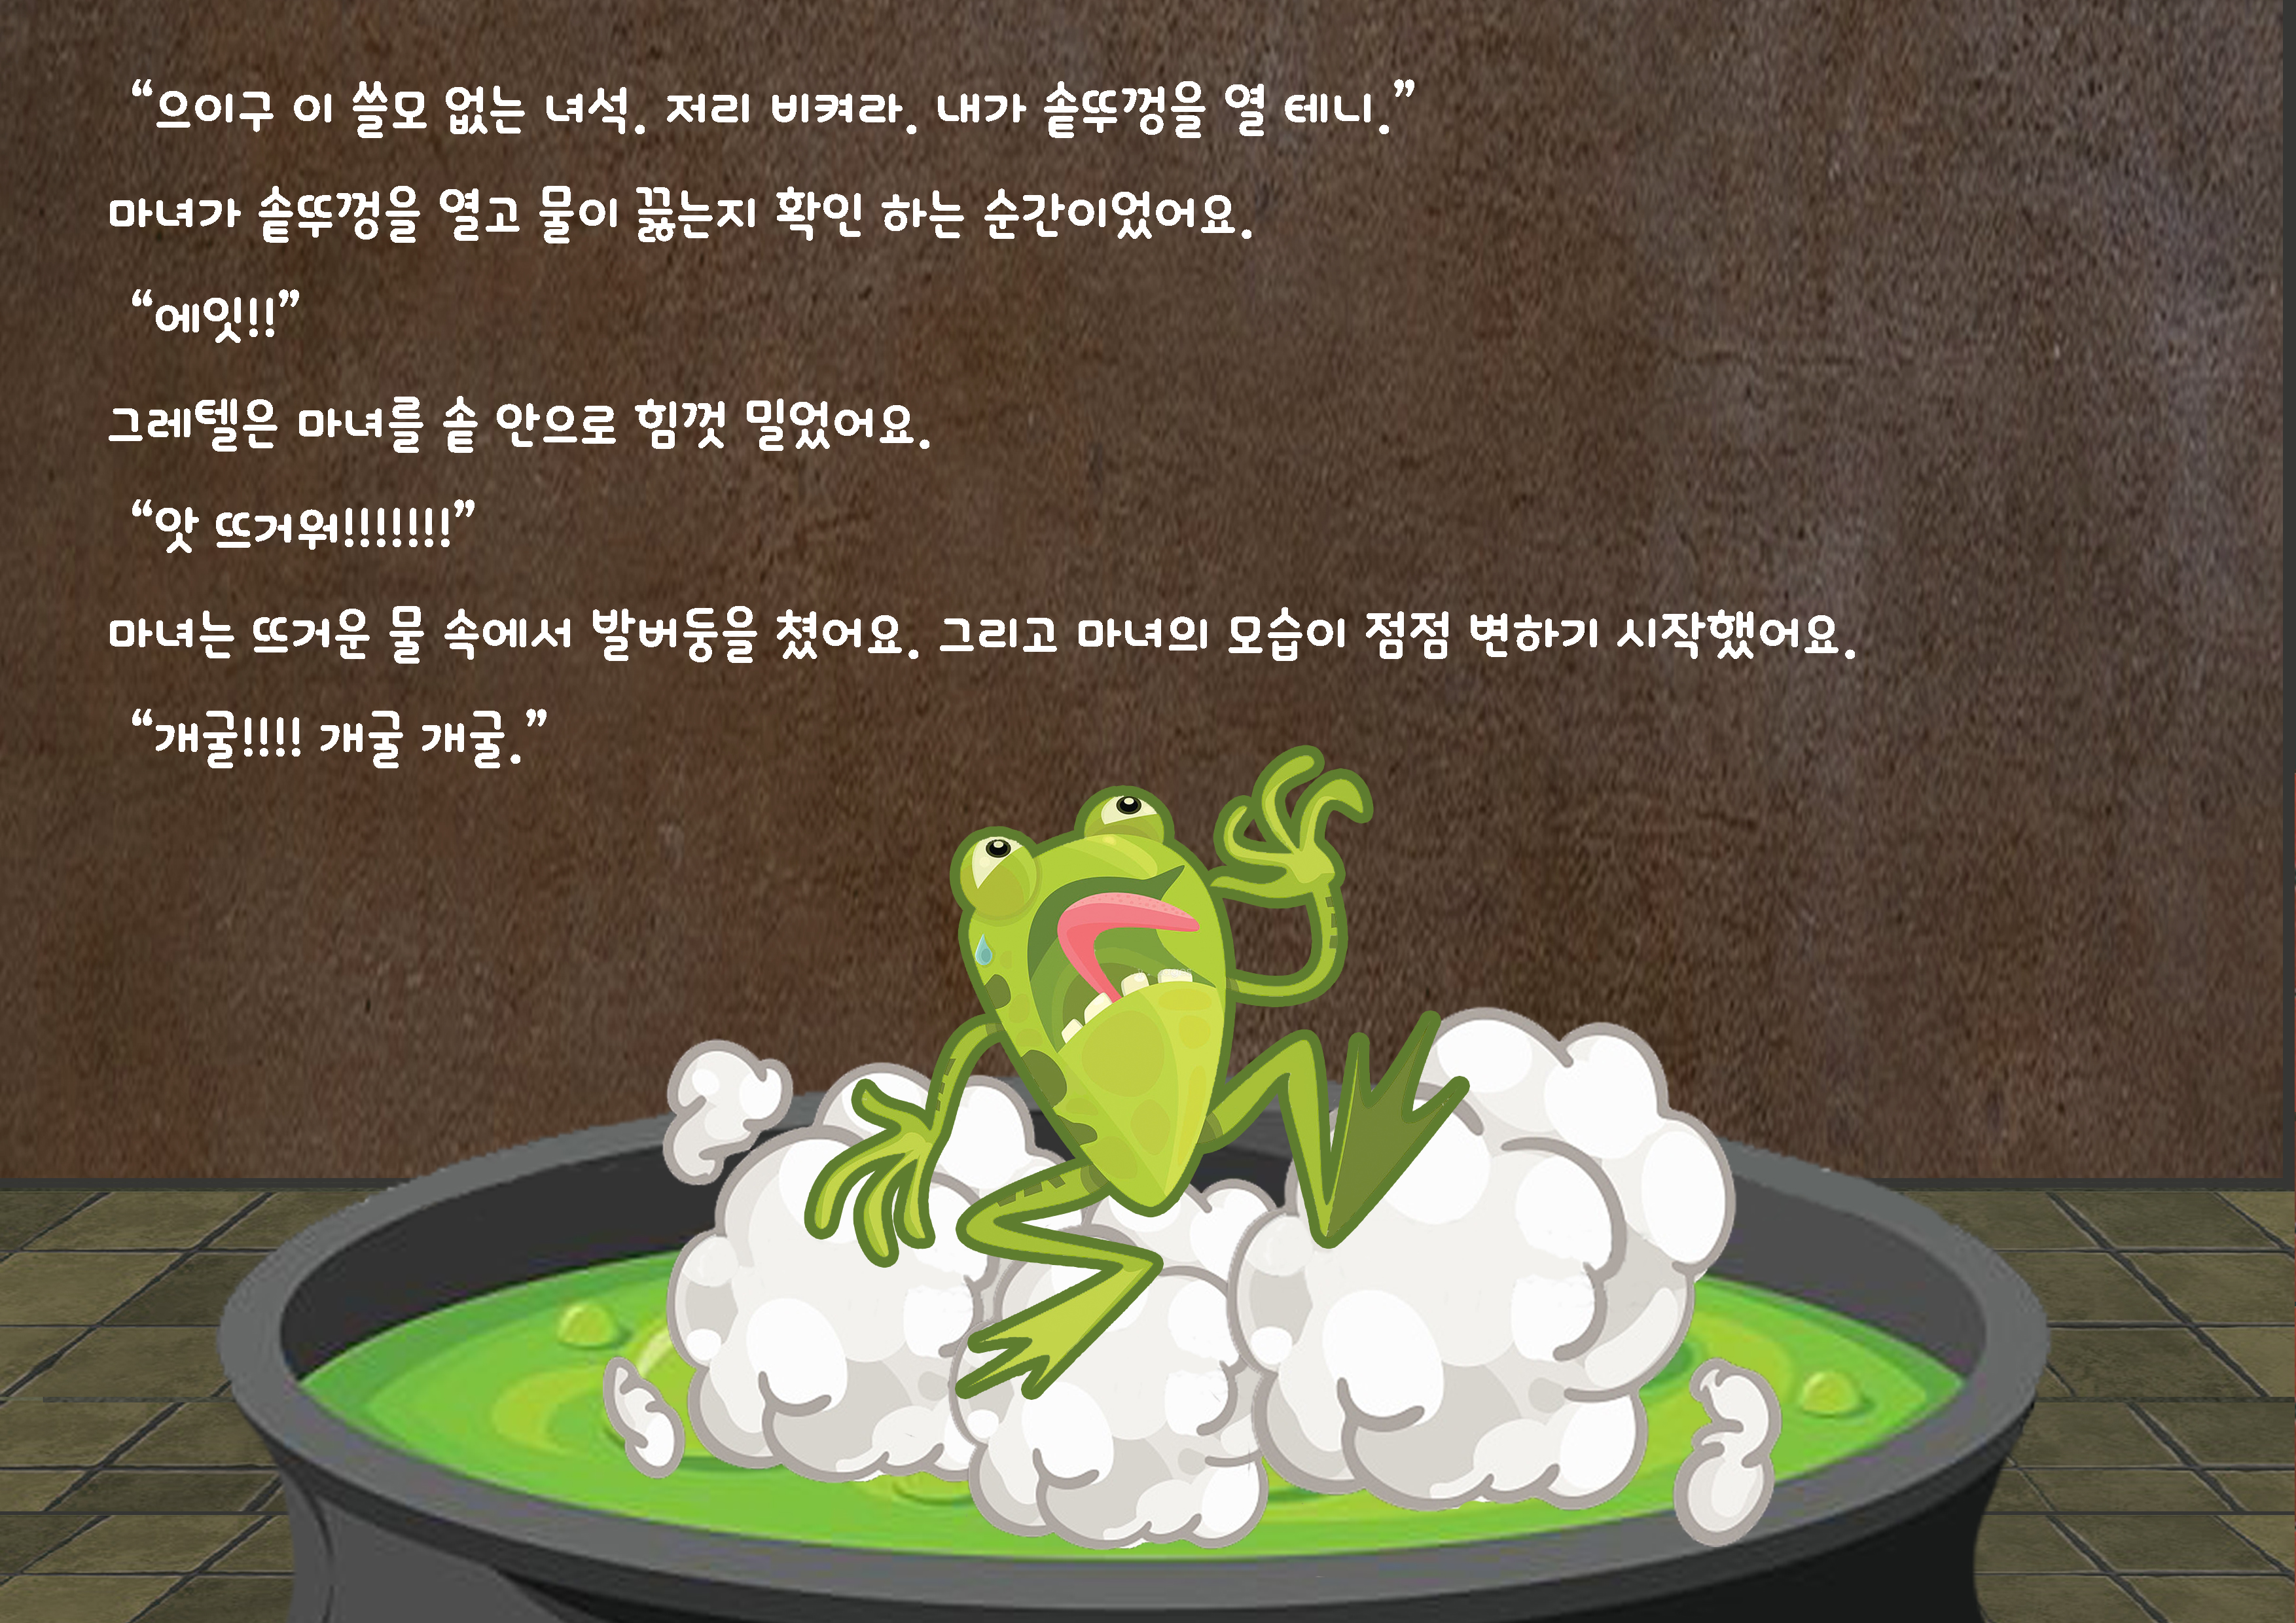 “으이구 이 쓸모 없는 녀석. 저리 비켜라. 내가 솥뚜껑을 열 테니.”
마녀가 솥뚜껑을 열고 물이 끓는지 확인 하는 순간이었어요.
“에잇!!”
그레텔은 마녀를 솥 안으로 힘껏 밀었어요.
“앗 뜨거워!!!!!!!!”
마녀는 뜨거운 물 속에서 발버둥을 쳤어요. 그리고 마녀의 모습이 점점 변하기 시작했어요.
“개굴!!!! 개굴 개굴.”